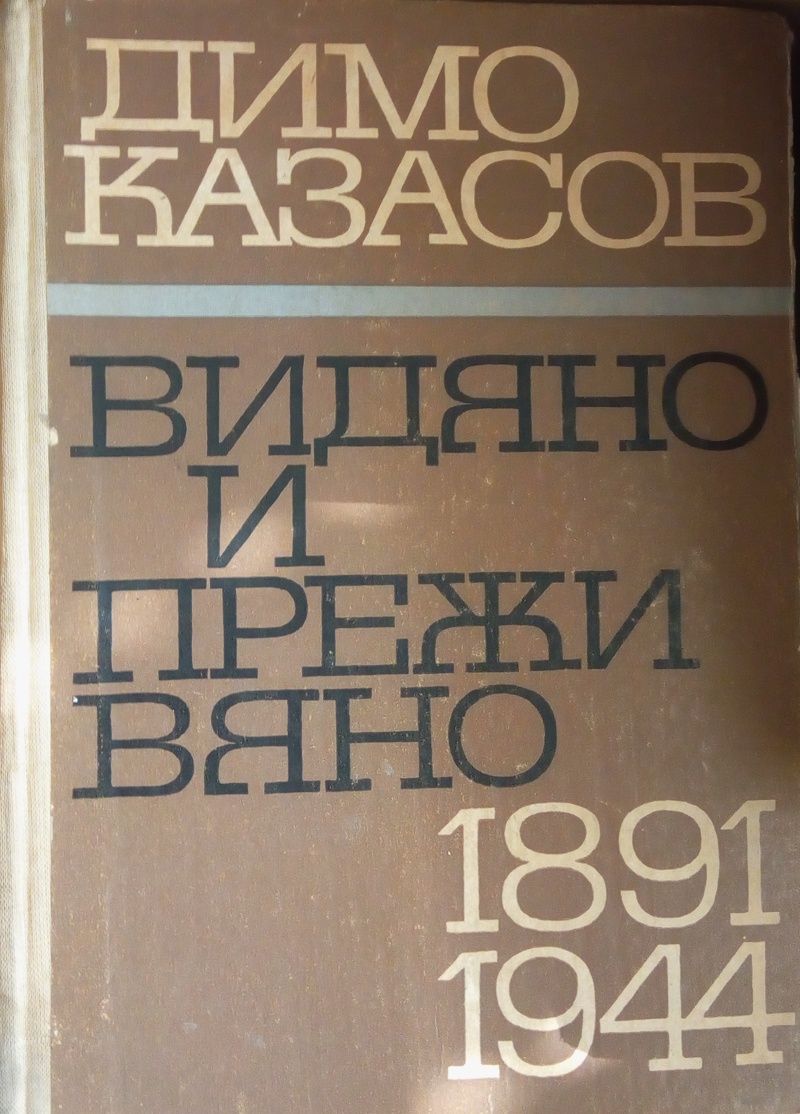 ДИМО
КАЗАСОВ
ВИДЯНО
И
ПРЕЖИ
ВЯНО
1891
1944